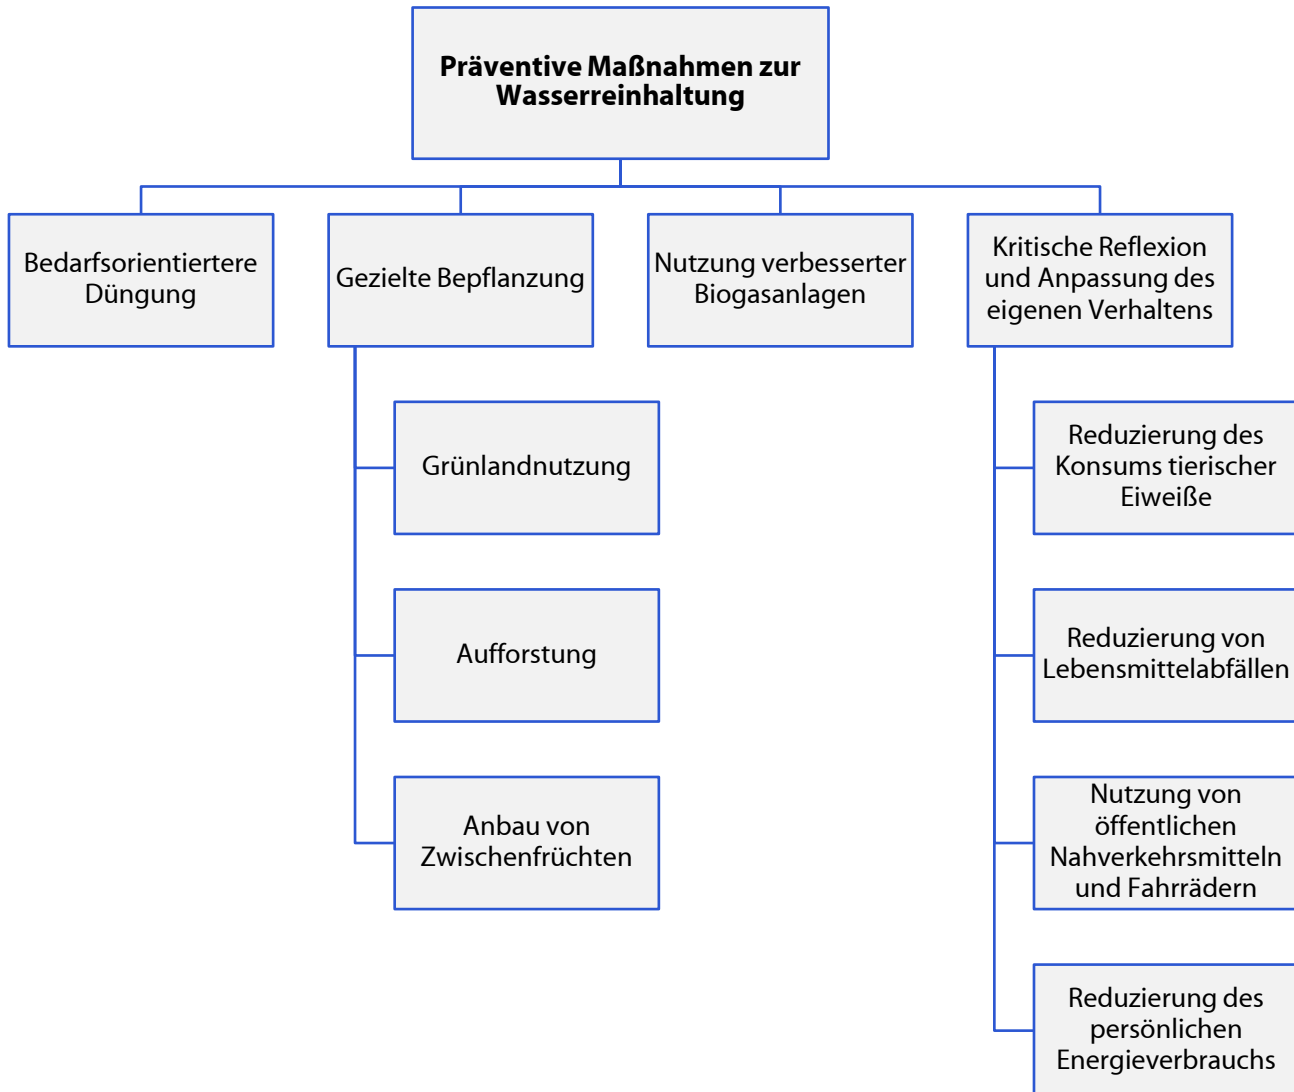 Präventive Maßnahmen zur
Wasserreinhaltung
Bedarfsorientiertere
Düngung
Gezielte Bepflanzung
Nutzung verbesserter
Biogasanlagen
Kritische Reflexion
und Anpassung des
eigenen Verhaltens
Grünlandnutzung
Aufforstung
Anbau von
Zwischenfrüchten
Reduzierung des
Konsums tierischer
Eiweiße
Reduzierung von
Lebensmittelabfällen
Nutzung von
öffentlichen
Nahverkehrsmitteln
und Fahrrädern
Reduzierung des
persönlichen
Energieverbrauchs